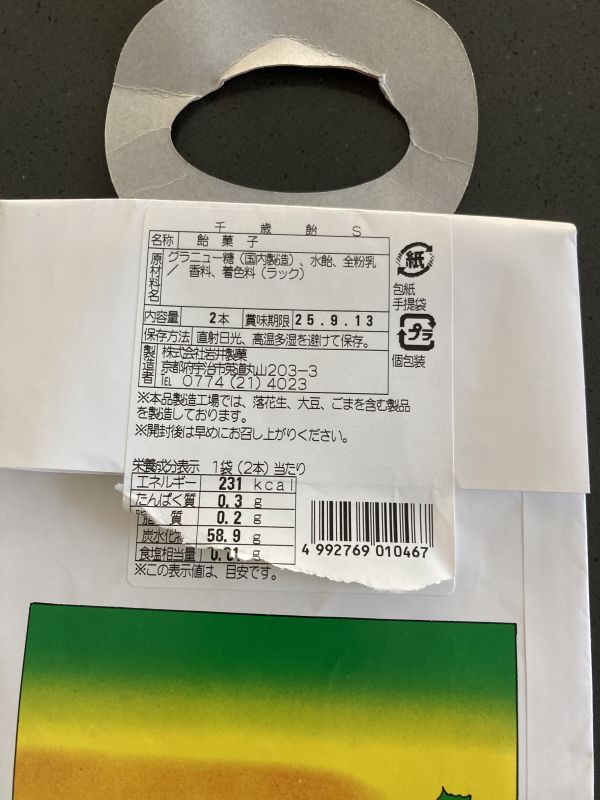 千歳飴 S
名称 飴菓子
原材料名 グラニュー糖(国内製造)、水飴、全粉乳
/ 香料、着色料(ラック)
内容量 2本 賞味期限 25.9.13
保存方法 直射日光、高温多湿を避けて保存。
製造者 株式会社岩井製菓
京都府宇治市莵道丸山203-3
TEL 0774(21)4023
紙
包紙
手提袋
プラ
個包装
※本品製造工場では、落花生、大豆、ごまを含む製品
を製造しております。
※開封後は早めにお召し上がりください。
栄養成分表示 1袋(2本)当たり
エネルギー 231 kcal
たんぱく質 0.3 g
脂質 0.2 g
炭水化物 58.9 g
食塩相当量 g
※この表示値は、目安です。
4 992769 010467